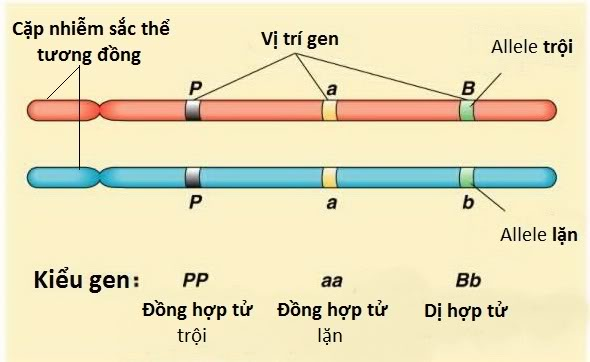 Cặp nhiễm sắc thể
tương đồng
Vị trí gen
Allele trội
P a B
P a b
Allele lặn
Kiểu gen: PP aa Bb
Đồng hợp tử Đồng hợp tử Dị hợp tử
trội lặn